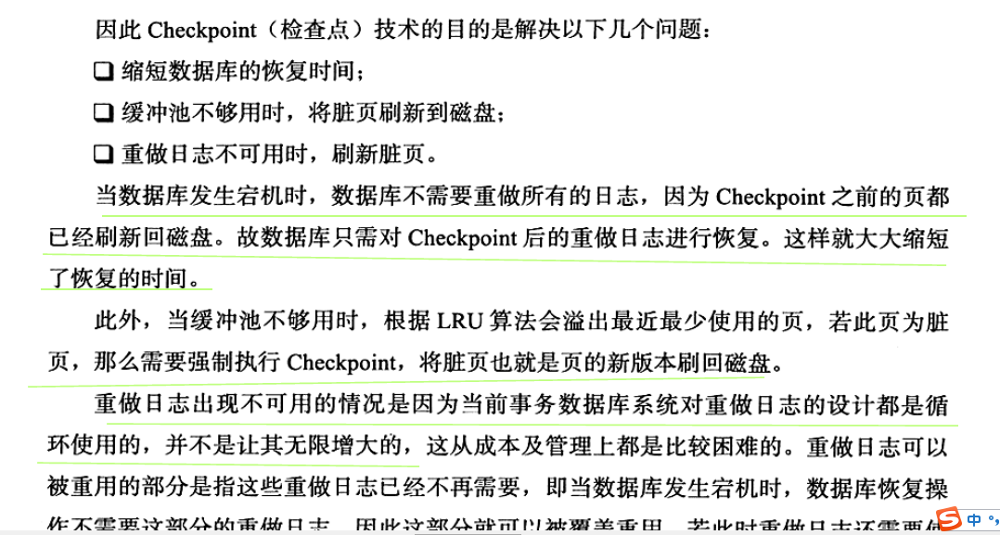 因此 Checkpoint（检查点）技术的目的是解决以下几个问题：
❑ 缩短数据库的恢复时间；
❑ 缓冲池不够用时，将脏页刷新到磁盘；
❑ 重做日志不可用时，刷新脏页。
当数据库发生宕机时，数据库不需要重做所有的日志，因为 Checkpoint 之前的页都
已经刷新回磁盘。故数据库只需对 Checkpoint 后的重做日志进行恢复。这样就大大缩短
了恢复的时间。
此外，当缓冲池不够用时，根据 LRU 算法会溢出最近最少使用的页，若此页为脏
页，那么需要强制执行 Checkpoint，将脏页也就是页的新版本刷回磁盘。
重做日志出现不可用的情况是因为当前事务数据库系统对重做日志的设计都是循
环使用的，并不是让其无限增大的，这从成本及管理上都是比较困难的。重做日志可以
被重用的部分是指这些重做日志已经不再需要，即当数据库发生宕机时，数据库恢复操
作不需要这部分的重做日志，因此这部分就可以被覆盖重用。若此时重做日志还需要使
S 中 °,